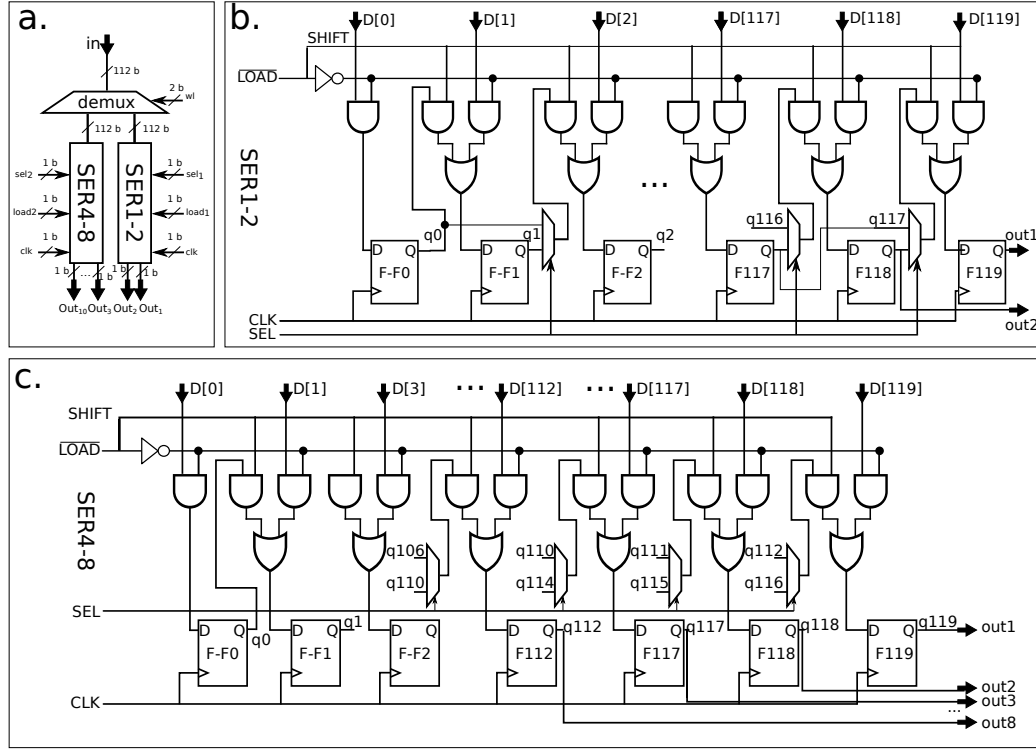 a.
in
112 b
demux
2 b
wl
112 b
112 b
SER4-8
SER1-2
1 b
sel2
1 b
load2
1 b
clk
1 b
sel1
1 b
load1
1 b
clk
1 b
...
1 b
1 b
1 b
Out10
Out3
Out2
Out1
b.
D[0]
D[1]
D[2]
D[117]
D[118]
D[119]
SHIFT
LOAD
SER1-2
...
q116
q117
q0
q1
q2
out1
D Q
F-F0
D Q
F-F1
D Q
F-F2
D Q
F117
D Q
F118
D Q
F119
CLK
SEL
out2
c.
D[0]
D[1]
D[3]
...
D[112]
...
D[117]
D[118]
D[119]
SHIFT
LOAD
SER4-8
q106
q110
q110
q114
q111
q115
q112
q116
SEL
D Q
F-F0
q0
D Q
F-F1
q1
D Q
F-F2
D Q
F112
q112
D Q
F117
q117
D Q
F118
q118
D Q
F119
q119
out1
out2
CLK
out3
...
out8